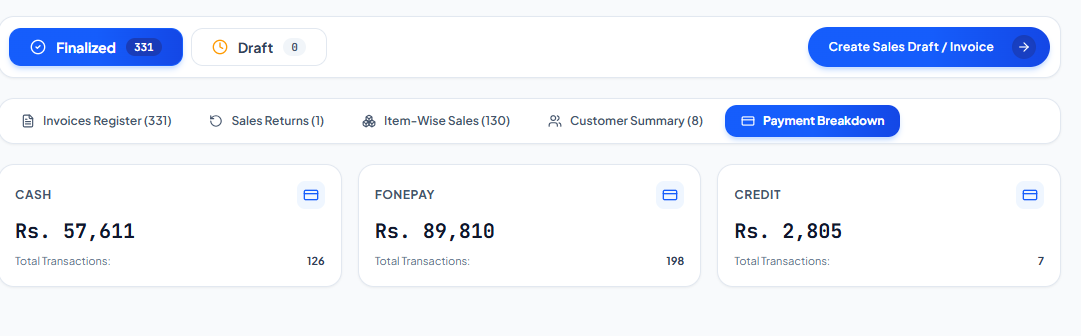 Finalized 331 Draft 0 Create Sales Draft / Invoice
Invoices Register (331) Sales Returns (1) Item-Wise Sales (130) Customer Summary (8) Payment Breakdown
CASH
Rs. 57,611
Total Transactions: 126
FONEPAY
Rs. 89,810
Total Transactions: 198
CREDIT
Rs. 2,805
Total Transactions: 7